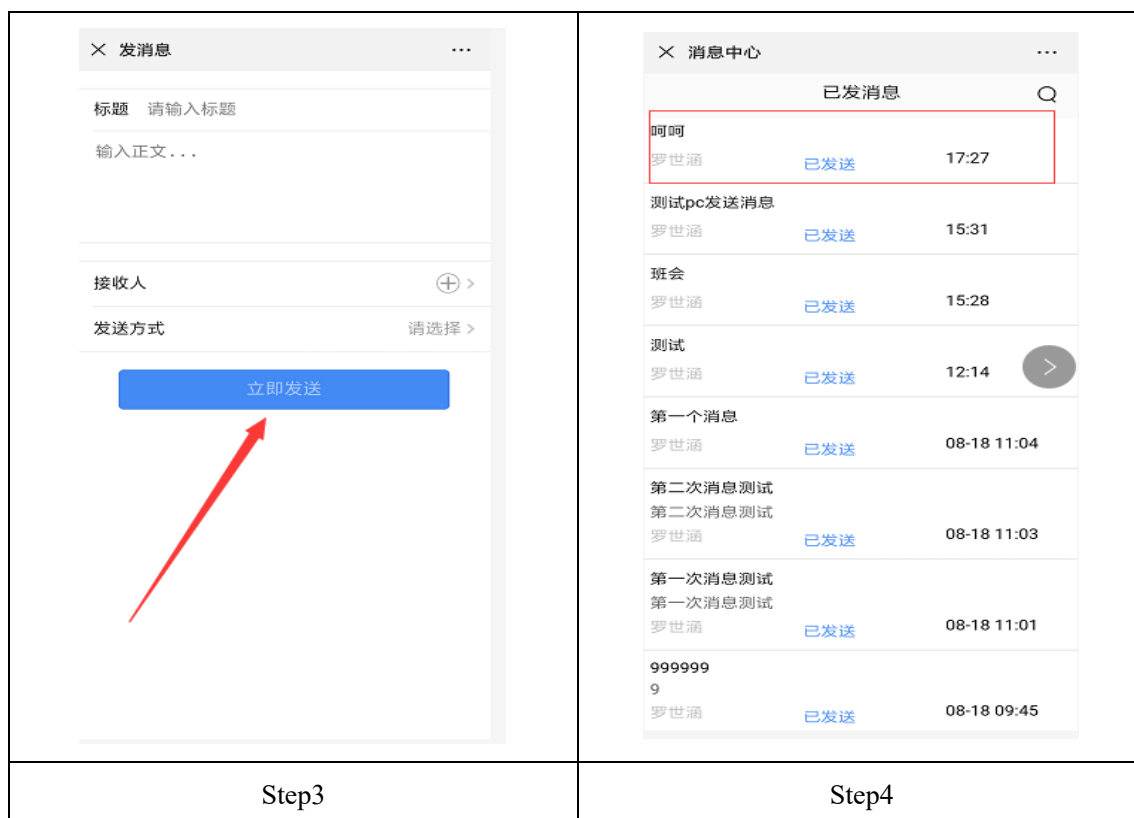 发消息
...
标题 请输入标题
输入正文...
接收人
发送方式 请选择
立即发送
Step3
消息中心
...
已发消息
呵呵
罗世涵 已发送 17:27
测试pc发送消息
罗世涵 已发送 15:31
班会
罗世涵 已发送 15:28
测试
罗世涵 已发送 12:14
第一个消息
罗世涵 已发送 08-18 11:04
第二次消息测试
第二次消息测试
罗世涵 已发送 08-18 11:03
第一次消息测试
第一次消息测试
罗世涵 已发送 08-18 11:01
999999
9
罗世涵 已发送 08-18 09:45
Step4